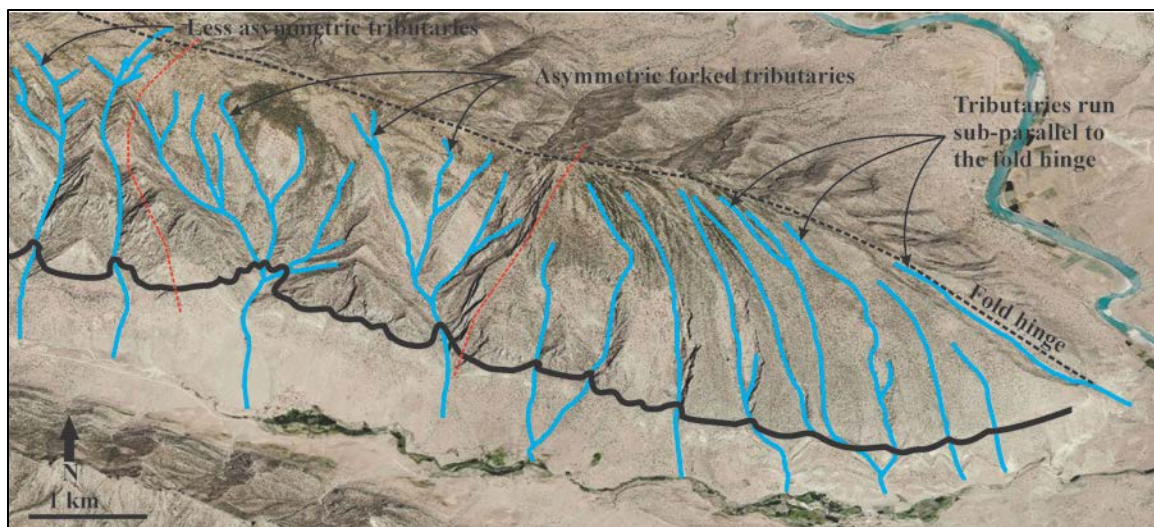 Less asymmetric tributaries
Asymmetric forked tributaries
Tributaries run
sub-parallel to
the fold hinge
Fold hinge
N
1 km